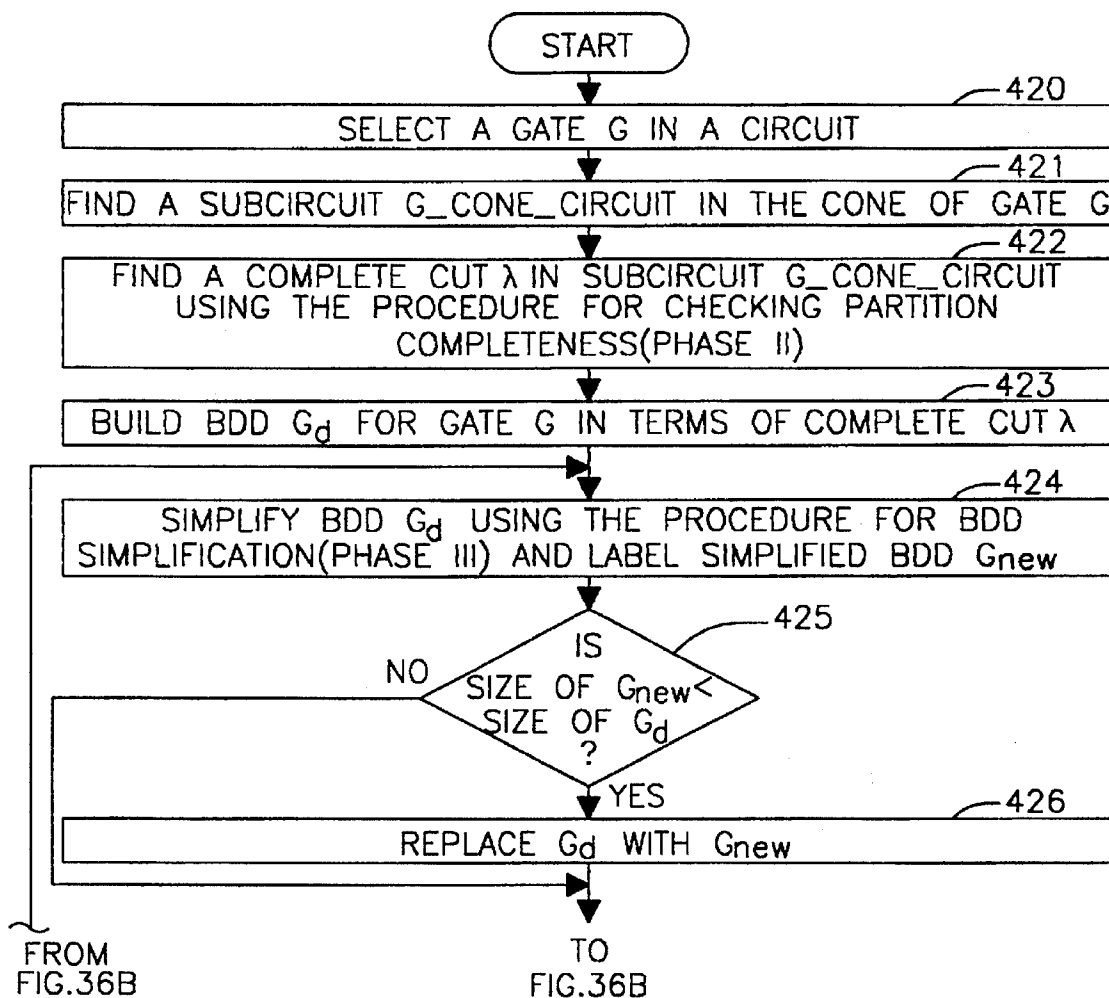 START
420
SELECT A GATE G IN A CIRCUIT
421
FIND A SUBCIRCUIT G_CONE_CIRCUIT IN THE CONE OF GATE G
422
FIND A COMPLETE CUT λ IN SUBCIRCUIT G_CONE_CIRCUIT
USING THE PROCEDURE FOR CHECKING PARTITION
COMPLETENESS(PHASE II)
423
BUILD BDD Gd FOR GATE G IN TERMS OF COMPLETE CUT λ
424
SIMPLIFY BDD Gd USING THE PROCEDURE FOR BDD
SIMPLIFICATION(PHASE III) AND LABEL SIMPLIFIED BDD Gnew
425
IS
NO
SIZE OF Gnew<
SIZE OF Gd
?
YES
426
REPLACE Gd WITH Gnew
FROM
FIG.36B
TO
FIG.36B